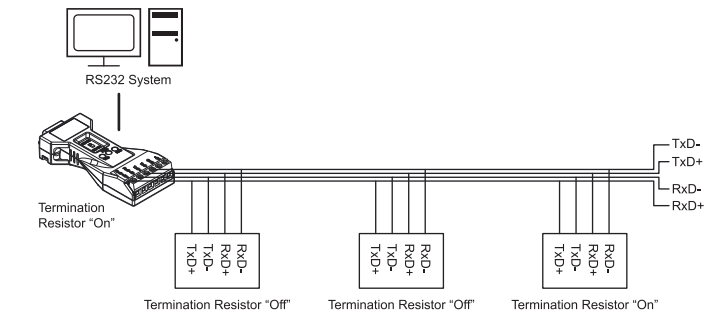 RS232 System
TxD-
TxD+
RxD-
RxD+
Termination
Resistor “On”
TxD+
TxD-
RxD+
RxD-
TxD+
TxD-
RxD+
RxD-
TxD+
TxD-
RxD+
RxD-
Termination Resistor “Off”
Termination Resistor “Off”
Termination Resistor “On”